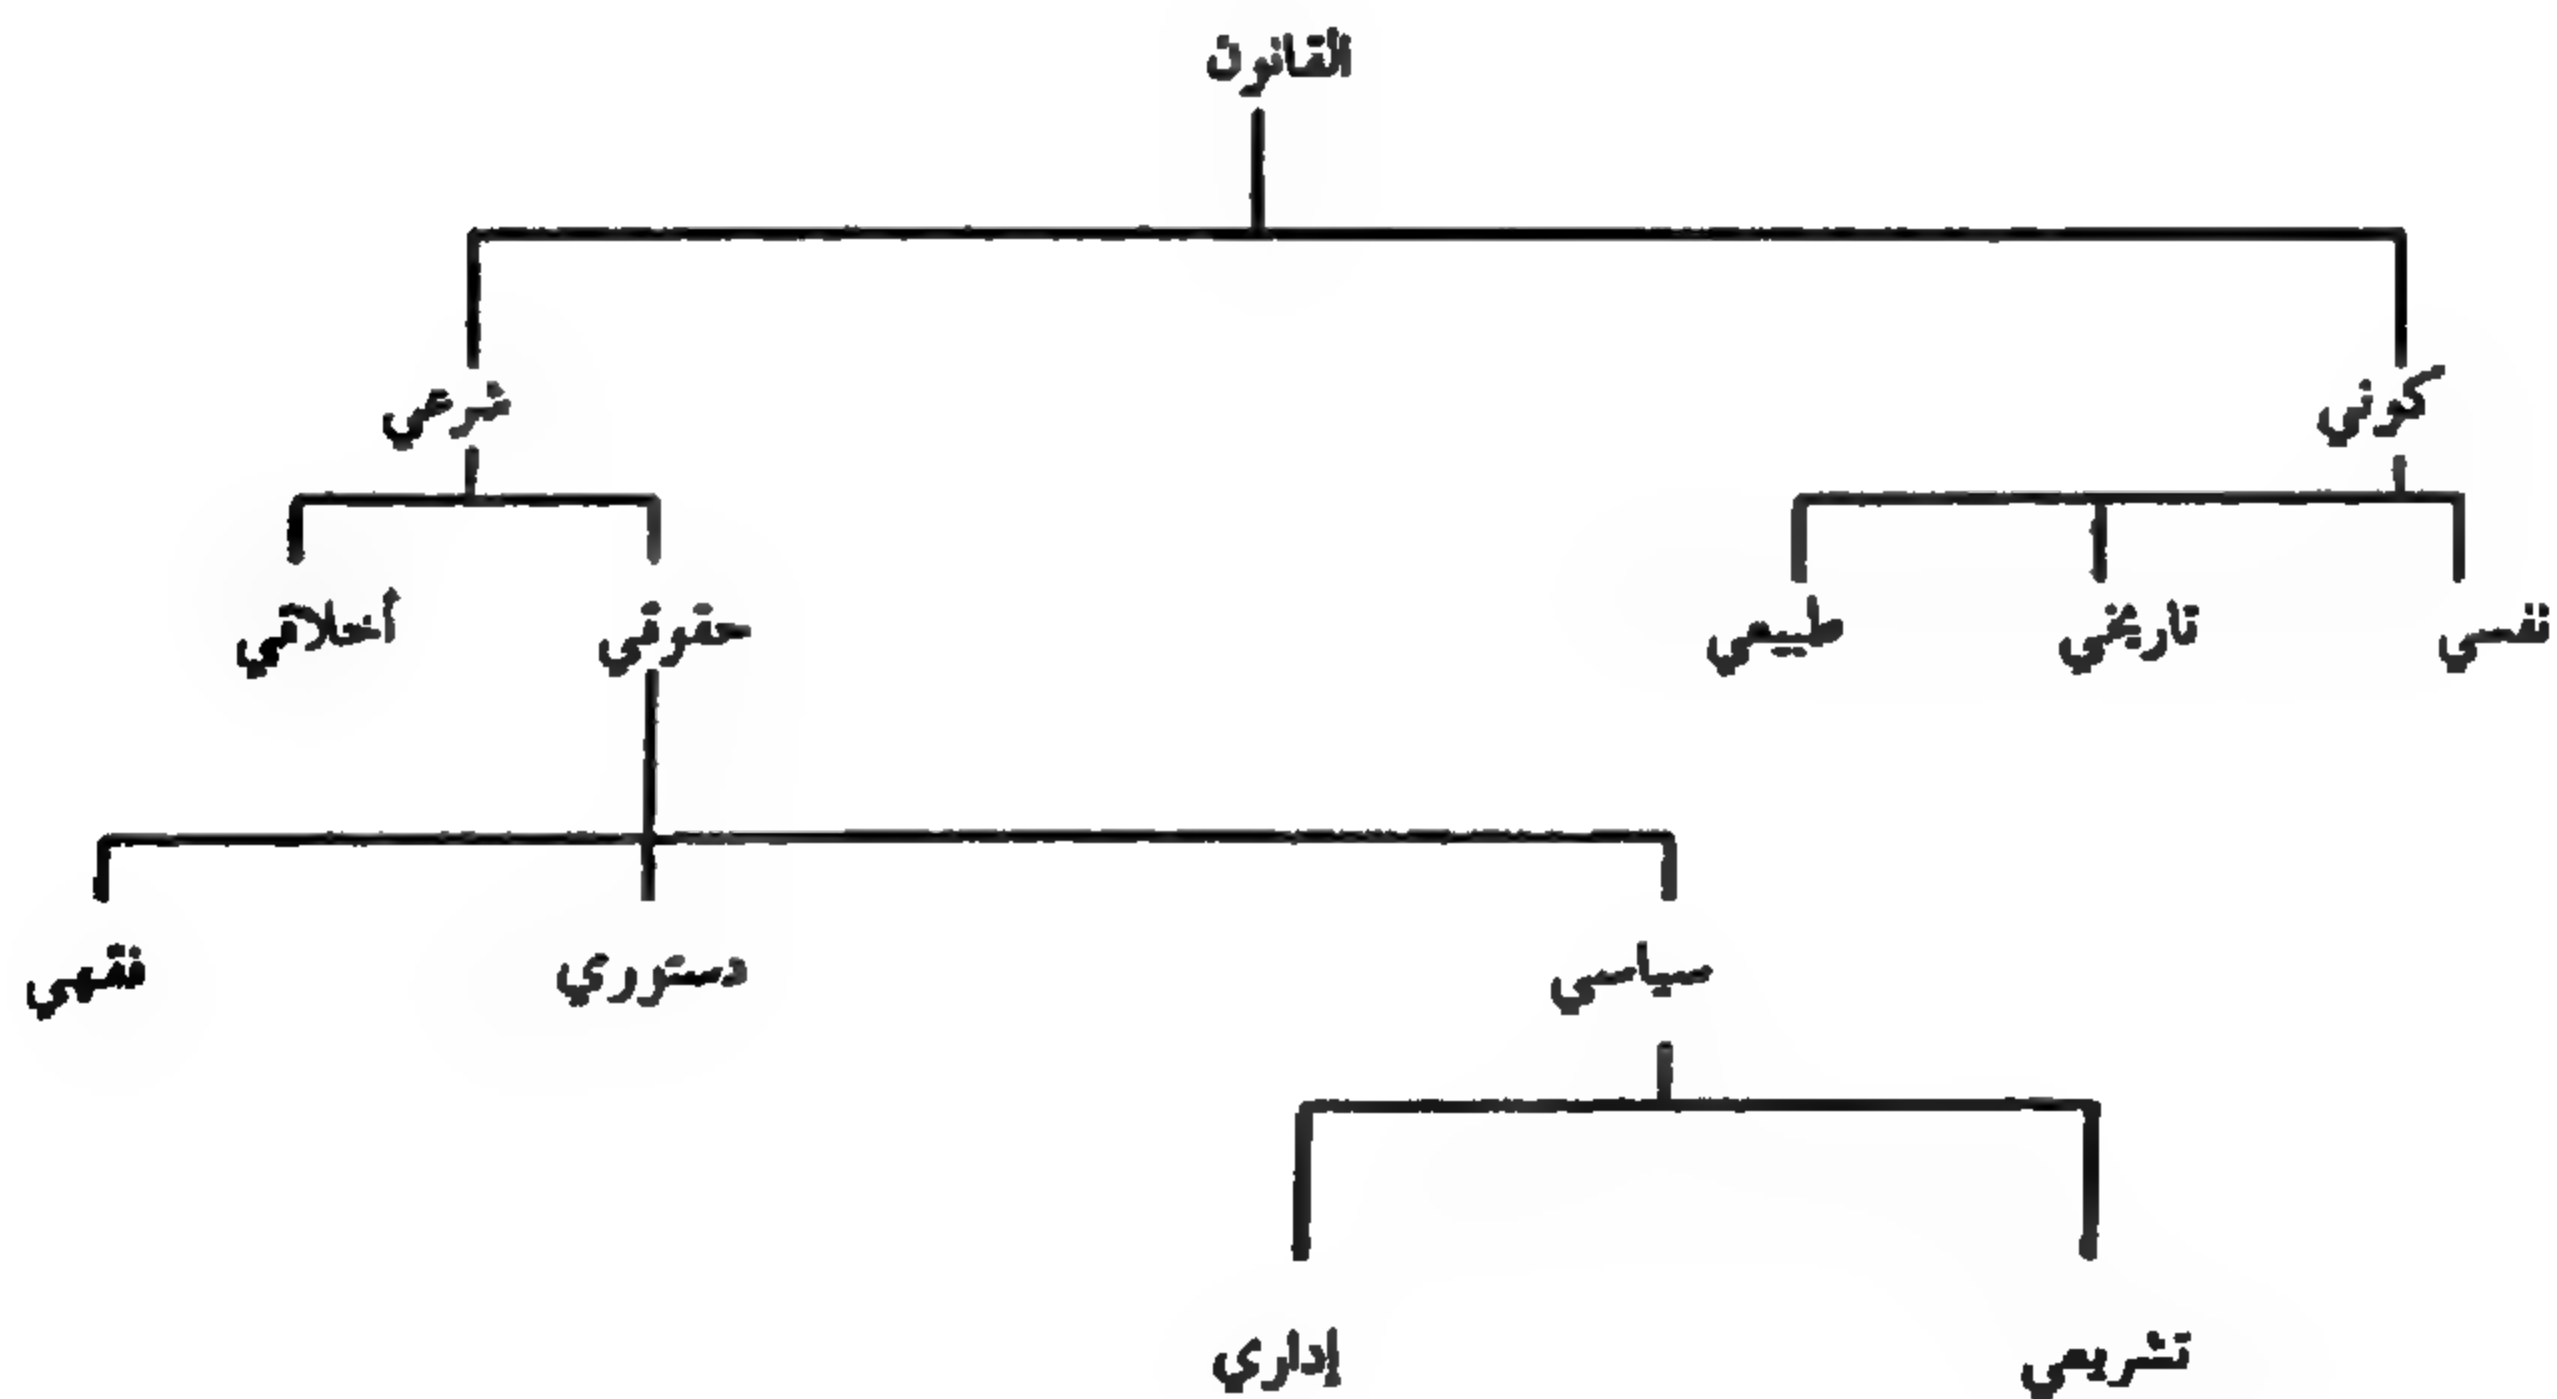 القانون
كوني شرعي
نفسي تاريخي طبيعي حقوقي أخلاقي
سياسي دستوري فقهي
تشريعي إداري